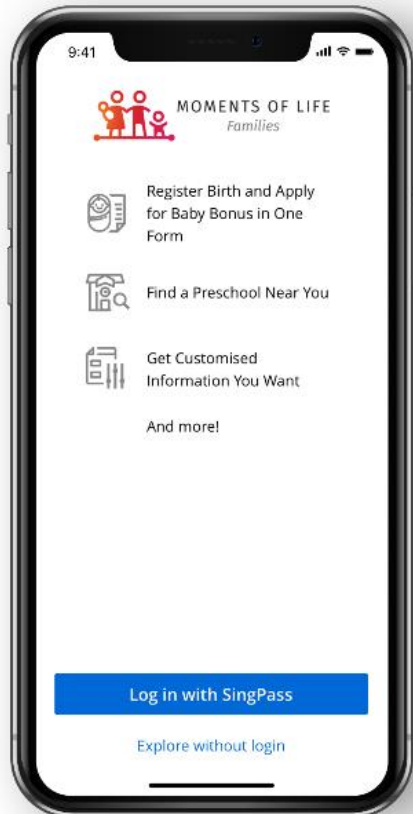 9:41
MOMENTS OF LIFE
Families
Register Birth and Apply
for Baby Bonus in One
Form
Find a Preschool Near You
Get Customised
Information You Want
And more!
Log in with SingPass
Explore without login